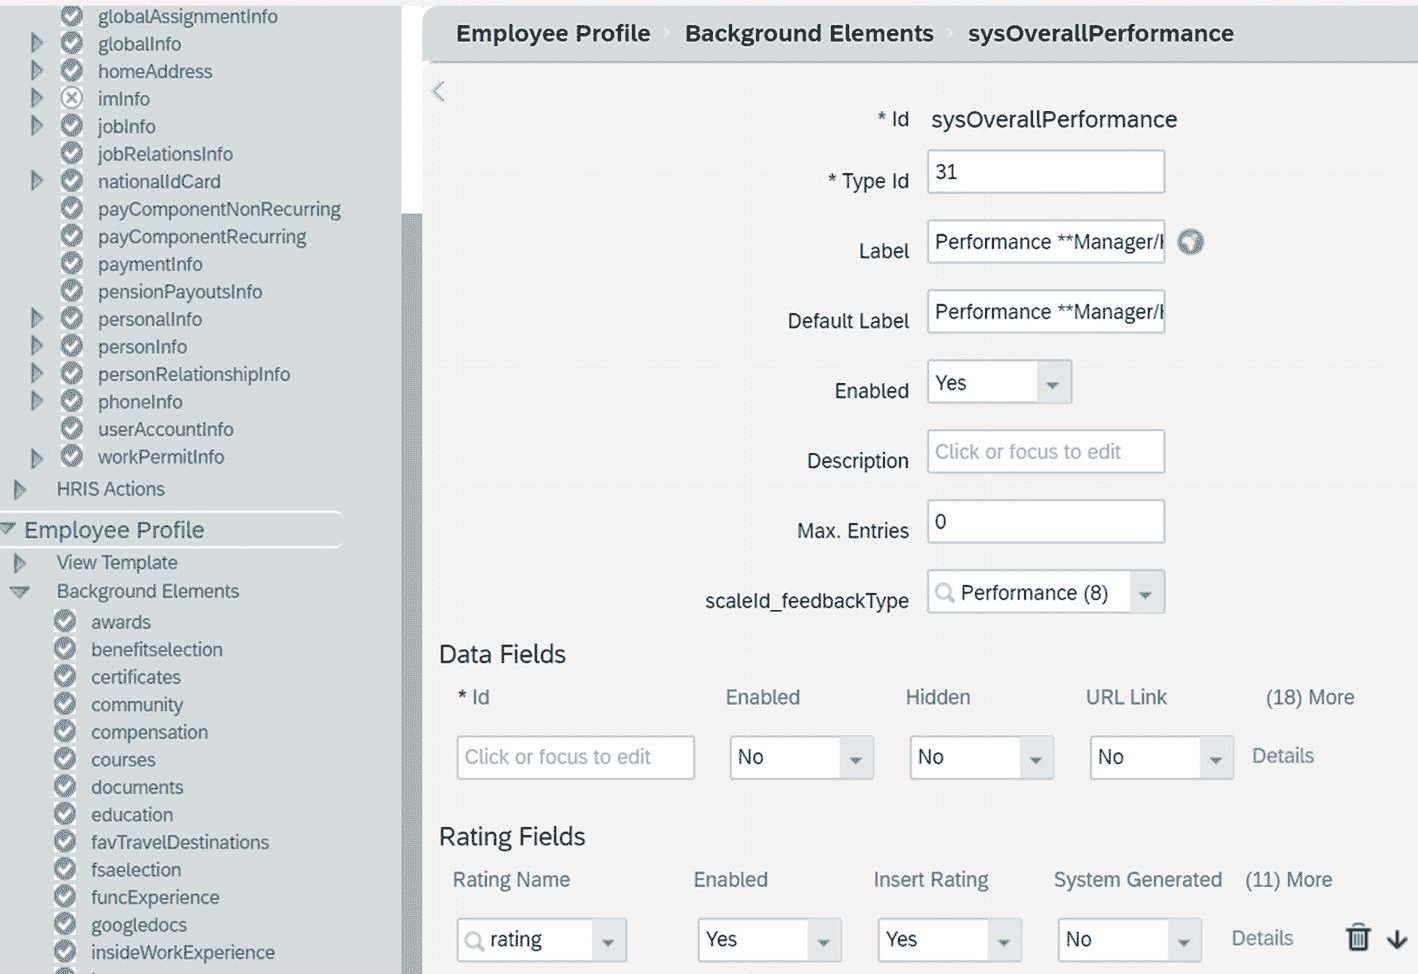 globalAssignmentInfo
globalInfo
homeAddress
imInfo
jobInfo
jobRelationsInfo
nationalIdCard
payComponentNonRecurring
payComponentRecurring
paymentInfo
pensionPayoutsInfo
personalInfo
personInfo
personRelationshipInfo
phoneInfo
userAccountInfo
workPermitInfo
HRIS Actions
Employee Profile
View Template
Background Elements
awards
benefitselection
certificates
community
compensation
courses
documents
education
favTravelDestinations
fsaelection
funcExperience
googledocs
insideWorkExperience
Employee Profile › Background Elements › sysOverallPerformance
* Id sysOverallPerformance
* Type Id 31
Label Performance **Manager/
Default Label Performance **Manager/
Enabled Yes
Description Click or focus to edit
Max. Entries 0
scaleId_feedbackType Performance (8)
Data Fields
* Id Enabled Hidden URL Link (18) More
Click or focus to edit No No No Details
Rating Fields
Rating Name Enabled Insert Rating System Generated (11) More
rating Yes Yes No Details